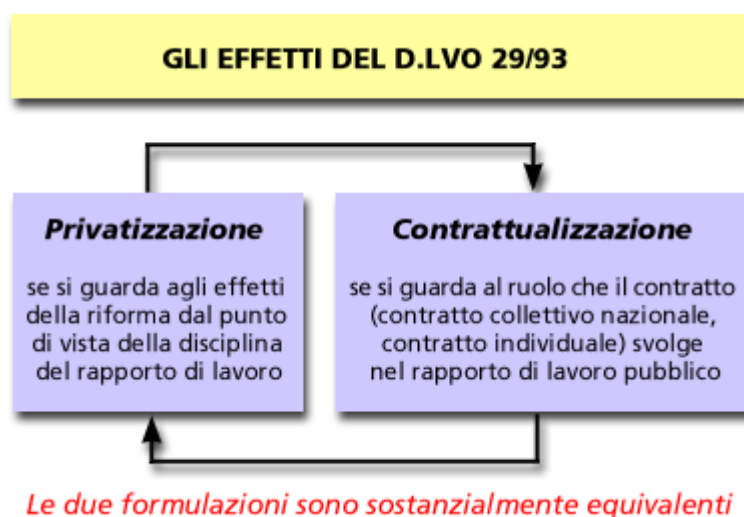 GLI EFFETTI DEL D.LVO 29/93
Privatizzazione
se si guarda agli effetti
della riforma dal punto
di vista della disciplina
del rapporto di lavoro
Contrattualizzazione
se si guarda al ruolo che il contratto
(contratto collettivo nazionale,
contratto individuale) svolge
nel rapporto di lavoro pubblico
Le due formulazioni sono sostanzialmente equivalenti